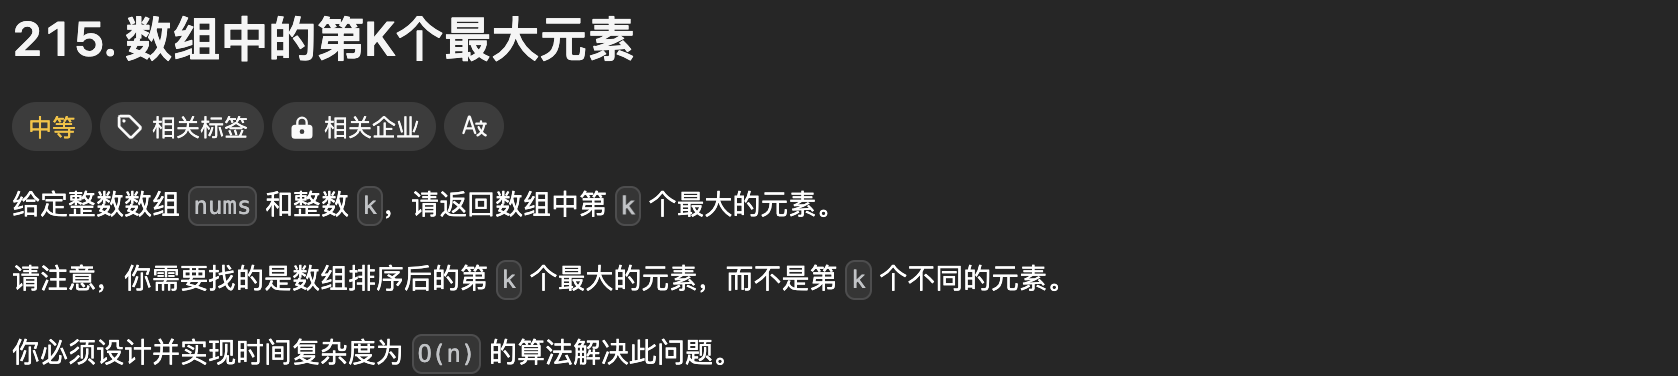 215. 数组中的第K个最大元素
中等 相关标签 相关企业 A文
给定整数数组 nums 和整数 k，请返回数组中第 k 个最大的元素。
请注意，你需要找的是数组排序后的第 k 个最大的元素，而不是第 k 个不同的元素。
你必须设计并实现时间复杂度为 O(n) 的算法解决此问题。